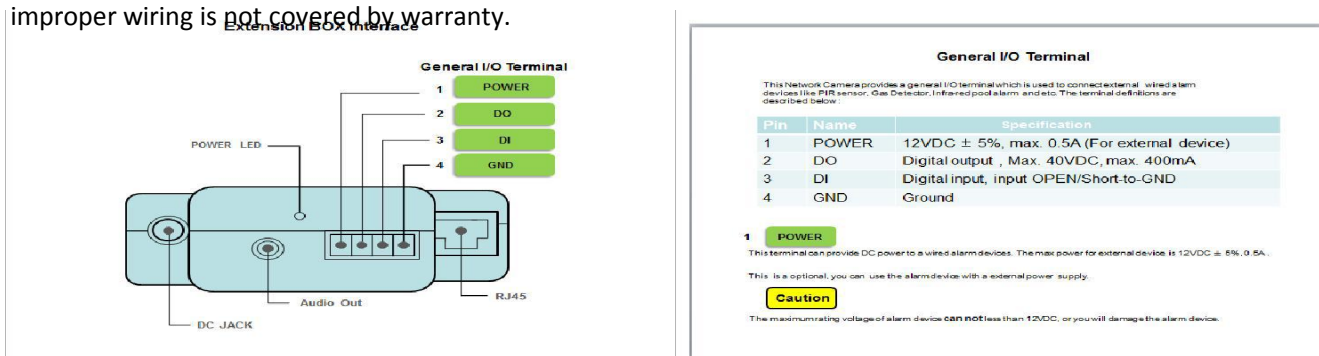 improper wiring is not covered by warranty.
Extension BOX Interface
General I/O Terminal
1 POWER
2 DO
3 DI
4 GND
POWER LED
Audio Out
RJ45
DC JACK
General I/O Terminal
This Network Camera provides a general I/O terminal which is used to connect external wired alarm
devices like PIR sensor, Gas Detector, Infra-red pool alarm and etc. The terminal definitions are
described below :
Pin Name Specification
1 POWER 12VDC ± 5%, max. 0.5A (For external device)
2 DO Digital output , Max. 40VDC, max. 400mA
3 DI Digital input, input OPEN/Short-to-GND
4 GND Ground
1 POWER
This terminal can provide DC power to a wired alarm devices. The max power for external device is 12VDC ± 5%, 0.5A .
This is a optional, you can use the alarm device with a external power supply.
Caution
The maximum rating voltage of alarm device can not less than 12VDC, or you will damage the alarm device.